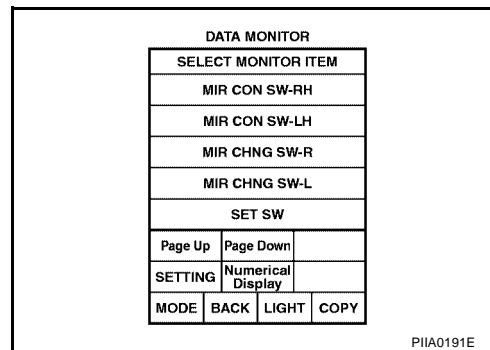 DATA MONITOR
SELECT MONITOR ITEM
MIR CON SW-RH
MIR CON SW-LH
MIR CHNG SW-R
MIR CHNG SW-L
SET SW
Page Up Page Down
SETTING Numerical Display
MODE BACK LIGHT COPY
PIIA0191E